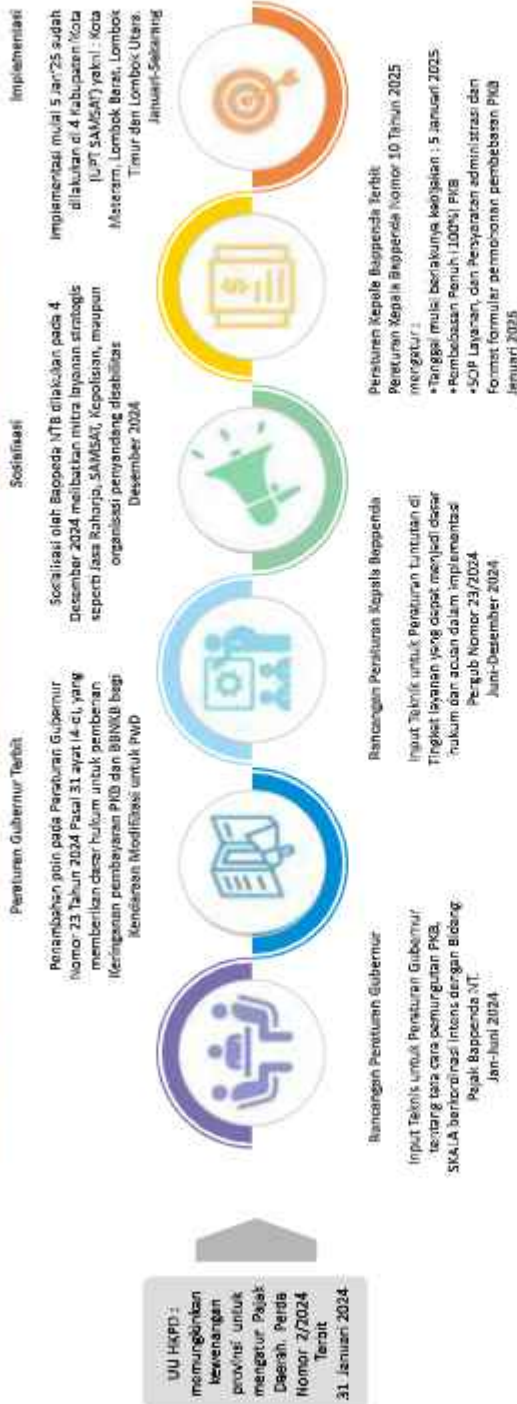 UU HKPD :
memungkinkan
kewenangan
provinsi untuk
mengatur Pajak
Daerah. Perda
Nomor 2/2024
Terbit
31 Januari 2024
Rancangan Peraturan Gubernur
Input Teknis untuk Peraturan Gubernur
tentang tata cara pemungutan PKB,
SKALA berkordinasi intens dengan Bidang
Pajak Bappenda NT.
Jan-Juni 2024
Peraturan Gubernur Terbit
Penambahan poin pada Peraturan Gubernur
Nomor 23 Tahun 2024 Pasal 31 ayat (4-d), yang
memberikan dasar hukum untuk pemberian
Keringanan pembayaran PKB dan BBNKB bagi
Kendaraan Modifikasi untuk PWD
Rancangan Peraturan Kepala Bappenda
Input Teknik untuk Peraturan tuntutan di
Tingkat layanan yang dapat menjadi dasar
hukum dan acuan dalam implementasi
Pergub Nomor 23/2024
Juni-Desember 2024
Sosialisasi
Sosialisasi oleh Bappeda NTB dilakukan pada 4
Desember 2024 melibatkan mitra layanan strategis
seperti Jasa Raharja, SAMSAT, Kepolisian, maupun
organisasi penyandang disabilitas
Desember 2024
Peraturan Kepala Bappenda Terbit
Peraturan Kepala Bappenda Nomor 10 Tahun 2025
mengatur :
•Tanggal mulai berlakunya kebijakan : 5 Januari 2025
•Pembebasan Penuh (100%) PKB
•SOP Layanan, dan Persyaratan administrasi dan
Format formular permohonan pembebasan PKB
Januari 2025
Implementasi
Implementasi mulai 5 Jan'25 sudah
dilakukan di 4 Kabupaten/Kota
(UPT SAMSAT) yakni : Kota
Mataram, Lombok Barat, Lombok
Timur dan Lombok Utara.
Januari-Sekarang